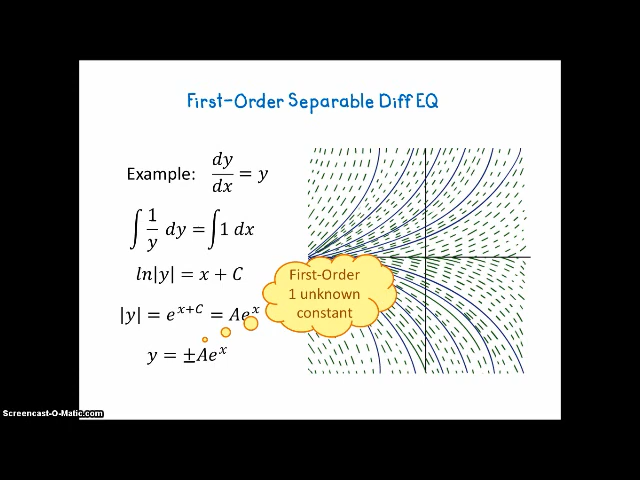 First-Order Separable Diff EQ
Example: dy/dx = y
∫ 1/y dy = ∫ 1 dx
ln|y| = x + C
|y| = e^{x+C} = Ae^x
y = ±Ae^x
First-Order
1 unknown
constant
Screencast-O-Matic.com